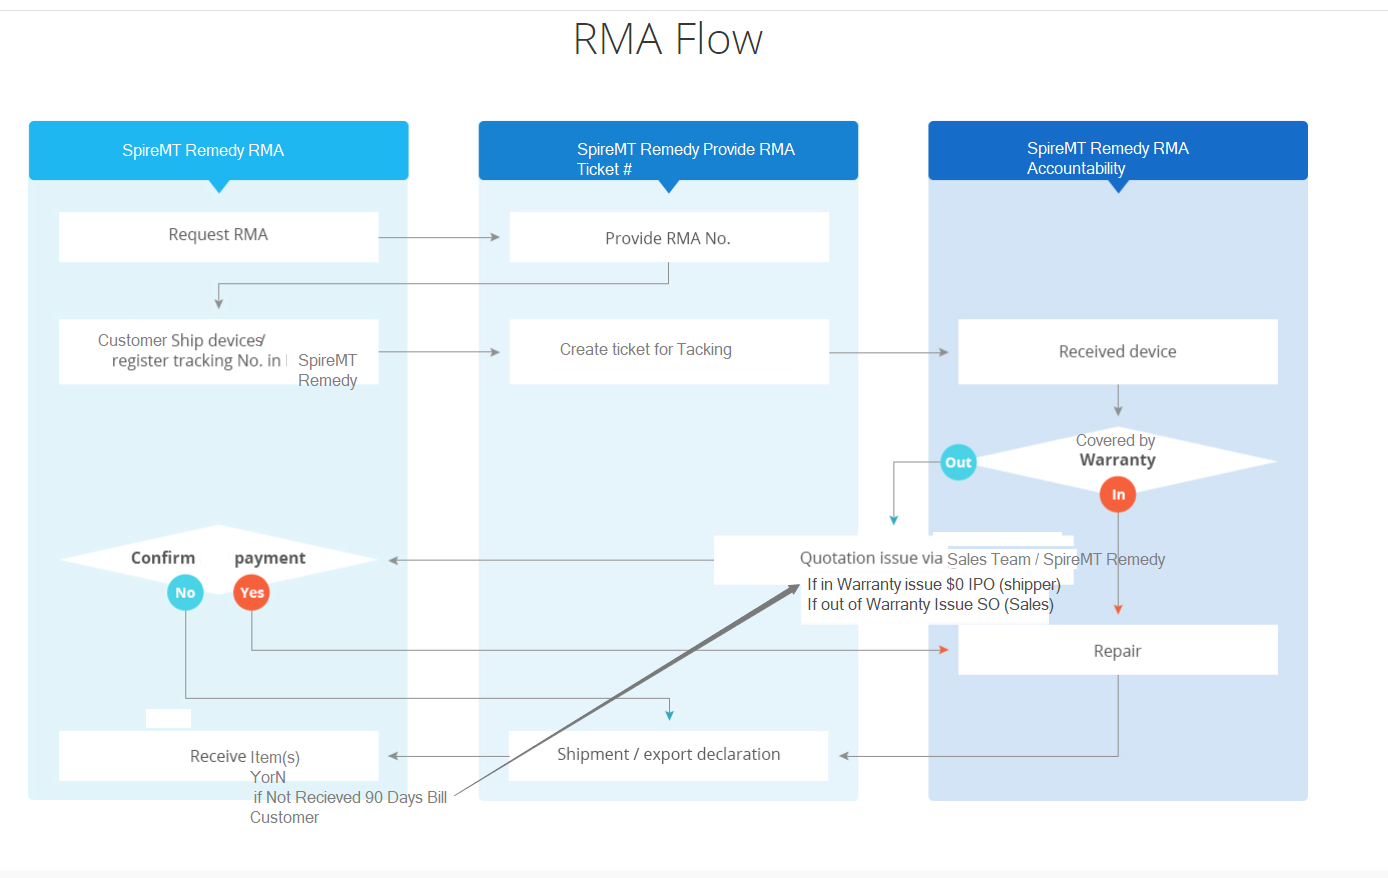 RMA Flow
SpireMT Remedy RMA
SpireMT Remedy Provide RMA
Ticket #
SpireMT Remedy RMA
Accountability
Request RMA
Provide RMA No.
Customer Ship devices/
register tracking No. in
SpireMT
Remedy
Create ticket for Tacking
Received device
Covered by
Warranty
Out
In
Confirm payment
No
Yes
Quotation issue via Sales Team / SpireMT Remedy
If in Warranty issue $0 IPO (shipper)
If out of Warranty Issue SO (Sales)
Repair
Receive Item(s)
YorN
if Not Recieved 90 Days Bill
Customer
Shipment / export declaration